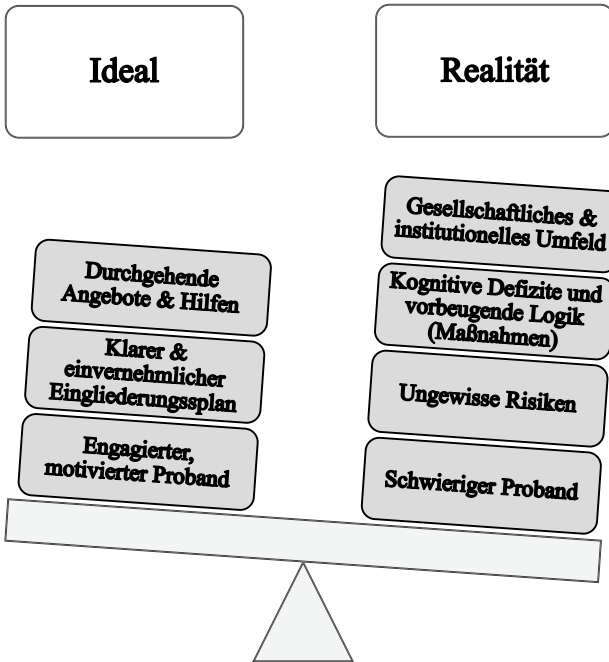 Ideal
Realität
Durchgehende
Angebote & Hilfen
Klarer &
einvernehmlicher
Eingliederungsplan
Engagierter,
motivierter Proband
Gesellschaftliches &
institutionelles Umfeld
Kognitive Defizite und
vorbeugende Logik
(Maßnahmen)
Ungewisse Risiken
Schwieriger Proband